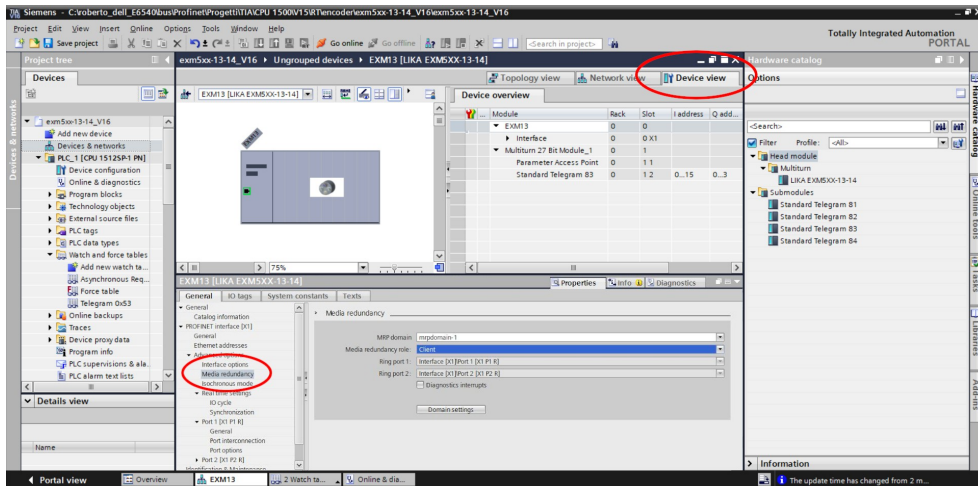 Siemens - C:\roberto_dell_E6540\bus\Profinet\Progetti\TIA\CPU 1500\V15\RT\encoder\exm5xx-13-14_V16\exm5xx-13-14_V16
Project Edit View Insert Online Options Tools Window Help
Totally Integrated Automation
PORTAL
Save project
Go online
Go offline
<Search in project>
Project tree
exm5xx-13-14_V16 ▸ Ungrouped devices ▸ EXM13 [LIKA EXM5XX-13-14]
Hardware catalog
Devices
Topology view
Network view
Device view
Options
EXM13 [LIKA EXM5XX-13-14]
Device overview
Module Rack Slot I address Q add...
EXM13 0 0
Interface 0 0 X1
Multiturn 27 Bit Module_1 0 1
Parameter Access Point 0 1 1
Standard Telegram 83 0 1 2 0...15 0...3
EXM13
75%
exm5xx-13-14_V16
Add new device
Devices & networks
PLC_1 [CPU 1512SP-1 PN]
Device configuration
Online & diagnostics
Program blocks
Technology objects
External source files
PLC tags
PLC data types
Watch and force tables
Add new watch ta...
Asynchronous Req...
Force table
Telegram 0x53
Online backups
Traces
Device proxy data
Program info
PLC supervisions & ala..
PLC alarm text lists
Details view
Name
Devices & networks
<Search>
Filter Profile: <All>
Head module
Multiturn
LIKA EXM5XX-13-14
Submodules
Standard Telegram 81
Standard Telegram 82
Standard Telegram 83
Standard Telegram 84
Information
Hardware catalog
Online tools
Tasks
Libraries
Add-ins
EXM13 [LIKA EXM5XX-13-14]
Properties
Info
Diagnostics
General IO tags System constants Texts
General
Catalog information
PROFINET interface [X1]
General
Ethernet addresses
Advanced options
Interface options
Media redundancy
Isochronous mode
Real time settings
IO cycle
Synchronization
Port 1 [X1 P1 R]
General
Port interconnection
Port options
Port 2 [X1 P2 R]
Identification & Maintenance
Media redundancy
MRP domain: mrpdomain-1
Media redundancy role: Client
Ring port 1: Interface [X1]\Port 1 [X1 P1 R]
Ring port 2: Interface [X1]\Port 2 [X1 P2 R]
Diagnostics interrupts
Domain settings
Portal view
Overview
EXM13
2 Watch ta...
Online & dia...
The update time has changed from 2 m...